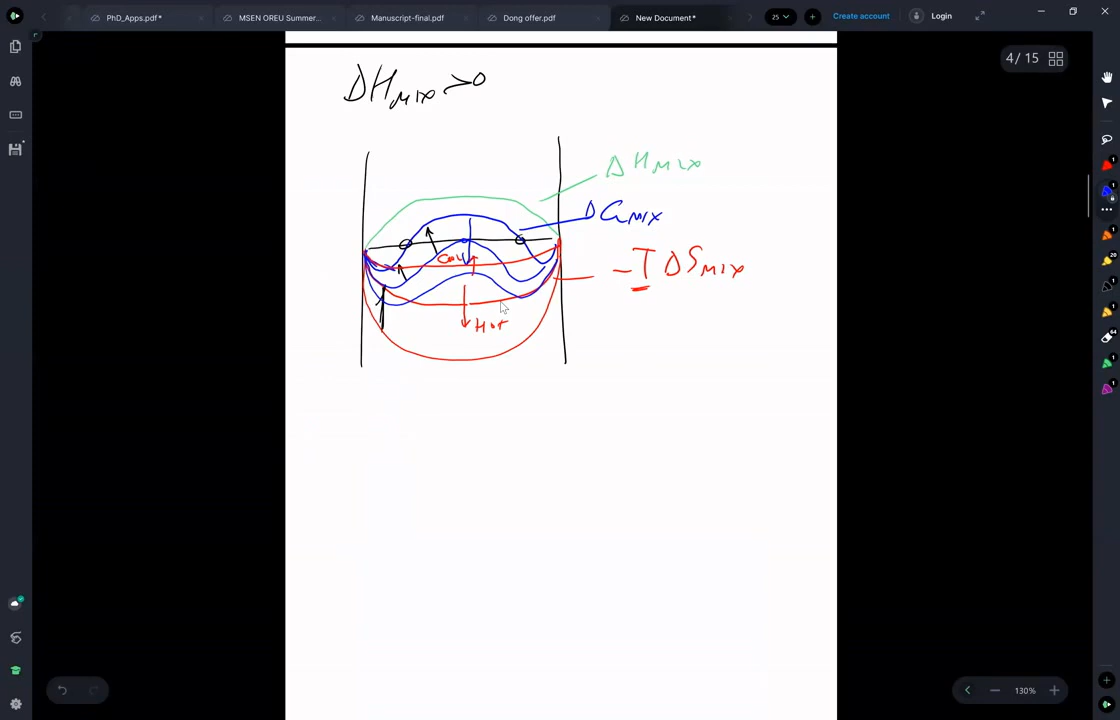 PhD_Apps.pdf*
MSEN OREU Summer...
Manuscript-final.pdf
Dong offer.pdf
New Document*
25
Create account
Login
4 / 15
ΔHMIX >0
ΔHMIX
ΔGMIX
-TΔSMIX
Hot
130%